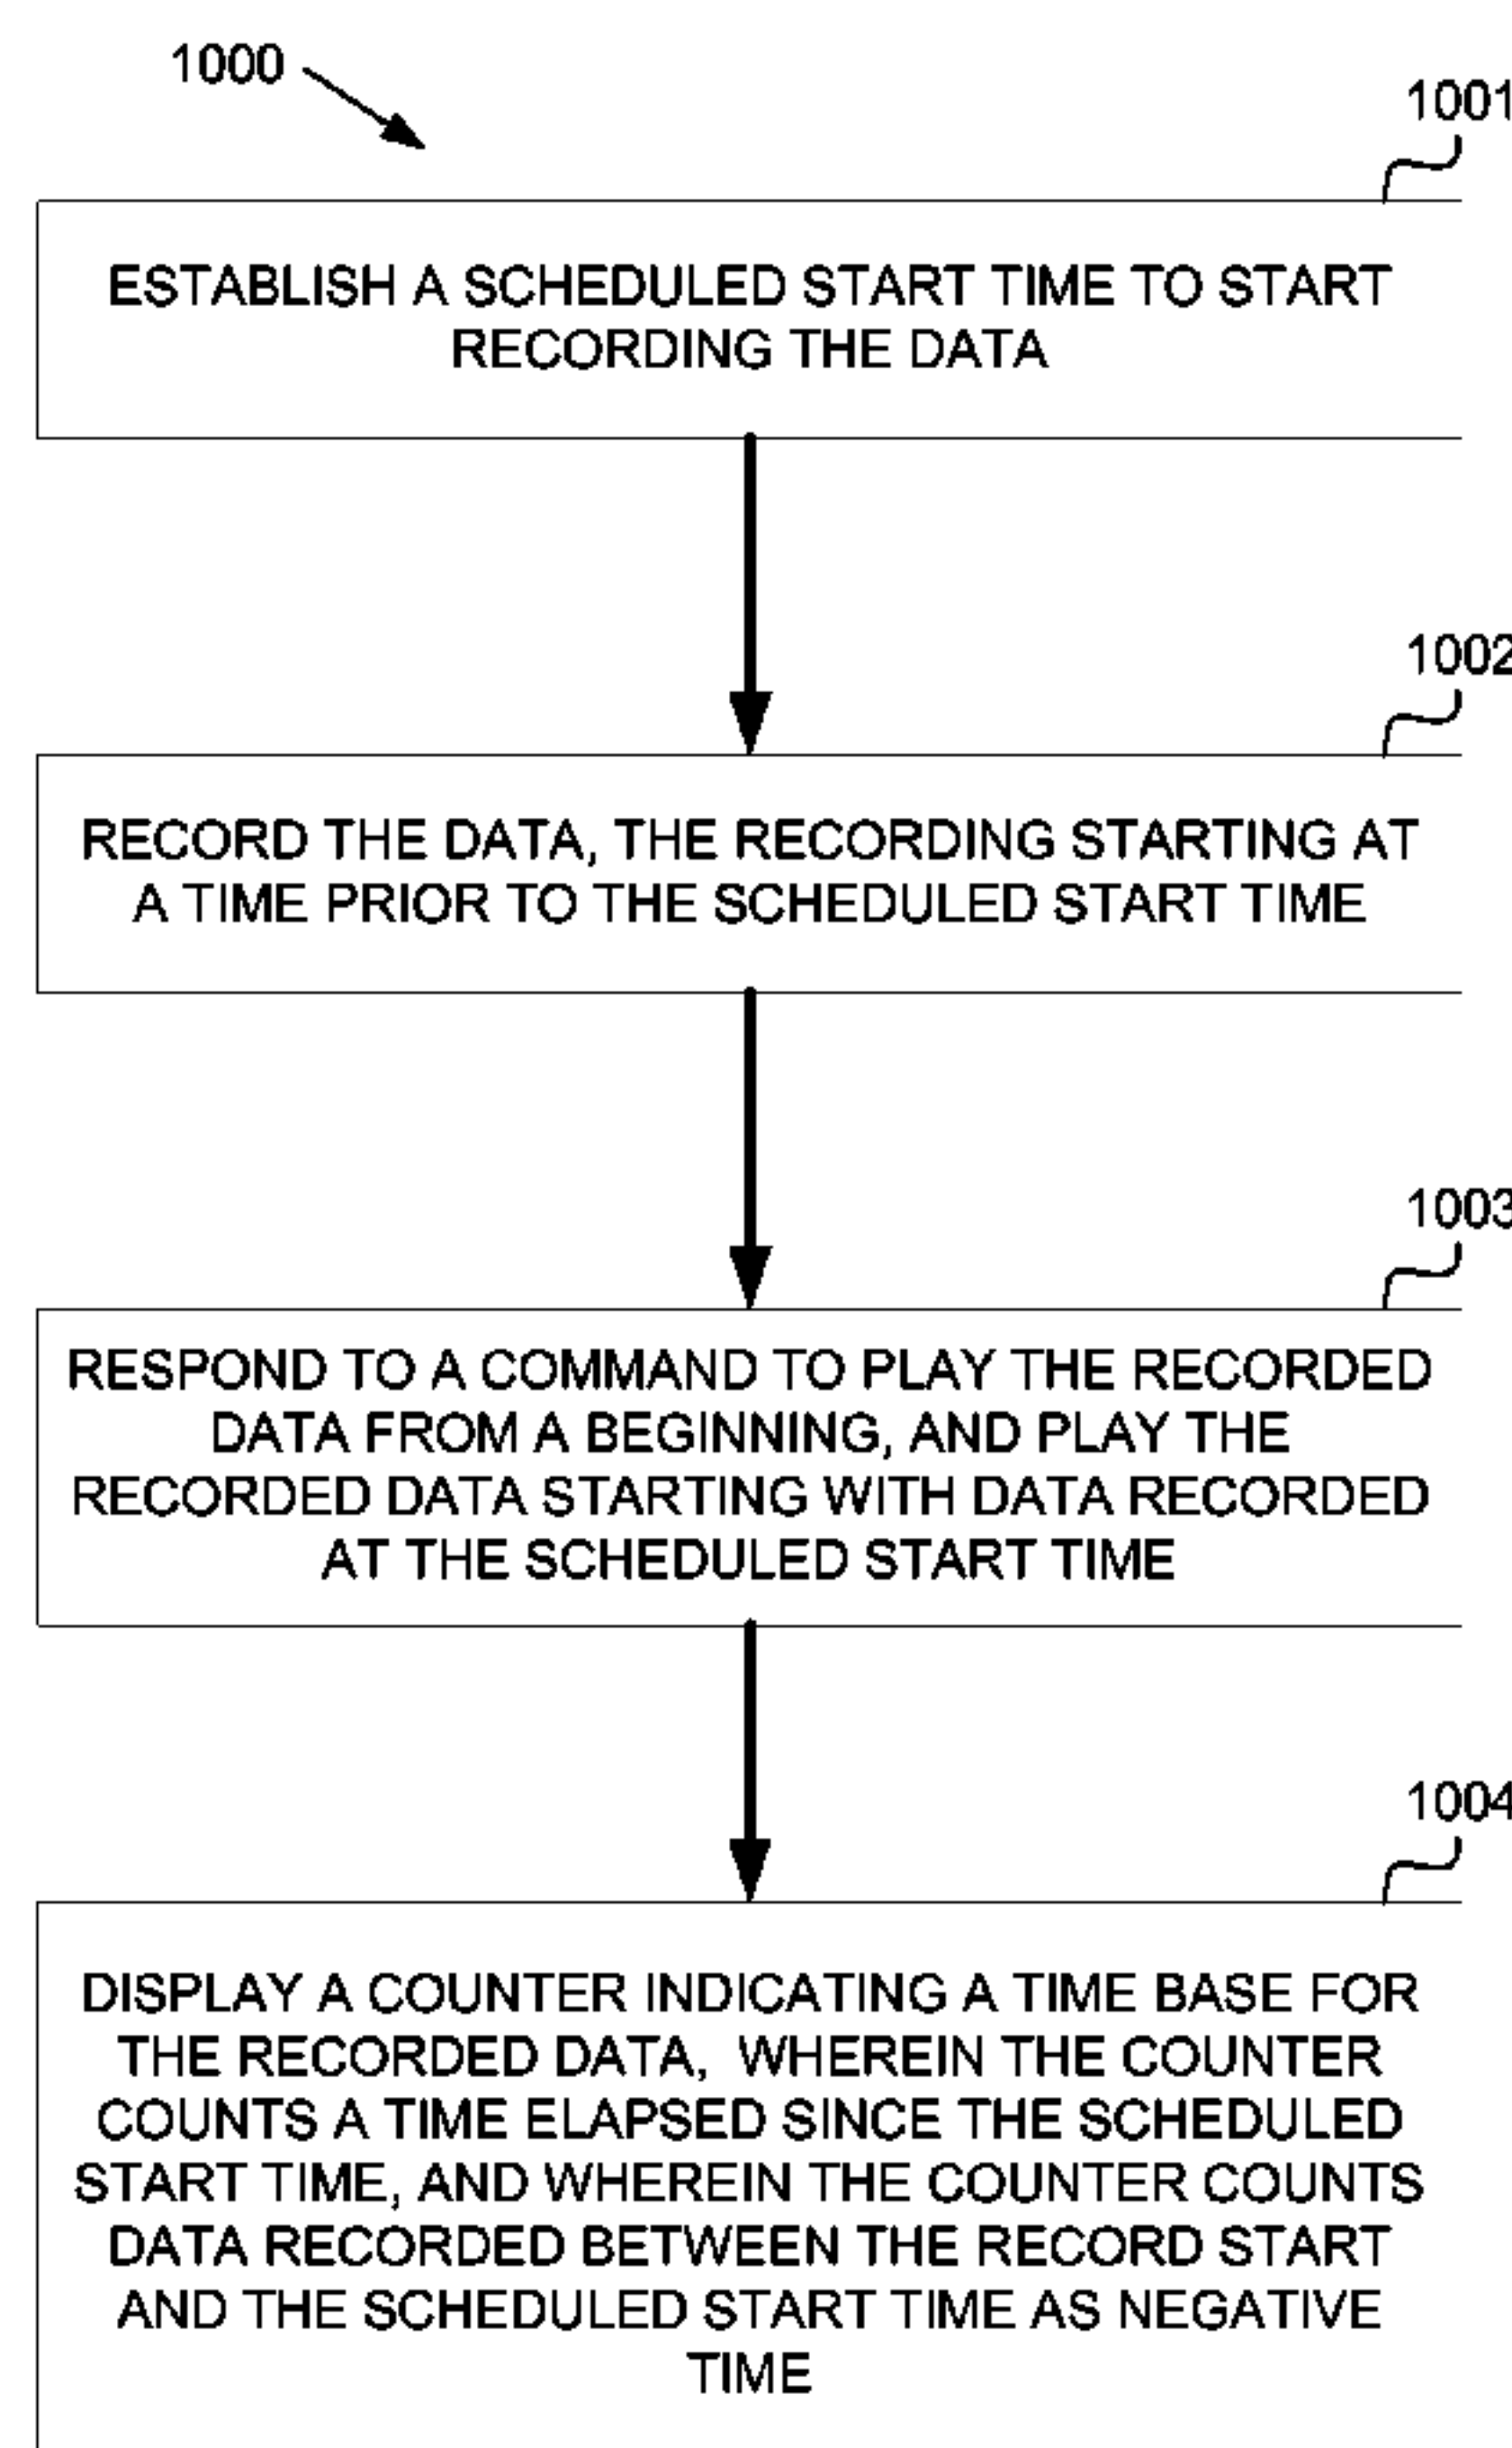 1000
1001
ESTABLISH A SCHEDULED START TIME TO START
RECORDING THE DATA
1002
RECORD THE DATA, THE RECORDING STARTING AT
A TIME PRIOR TO THE SCHEDULED START TIME
1003
RESPOND TO A COMMAND TO PLAY THE RECORDED
DATA FROM A BEGINNING, AND PLAY THE
RECORDED DATA STARTING WITH DATA RECORDED
AT THE SCHEDULED START TIME
1004
DISPLAY A COUNTER INDICATING A TIME BASE FOR
THE RECORDED DATA, WHEREIN THE COUNTER
COUNTS A TIME ELAPSED SINCE THE SCHEDULED
START TIME, AND WHEREIN THE COUNTER COUNTS
DATA RECORDED BETWEEN THE RECORD START
AND THE SCHEDULED START TIME AS NEGATIVE
TIME